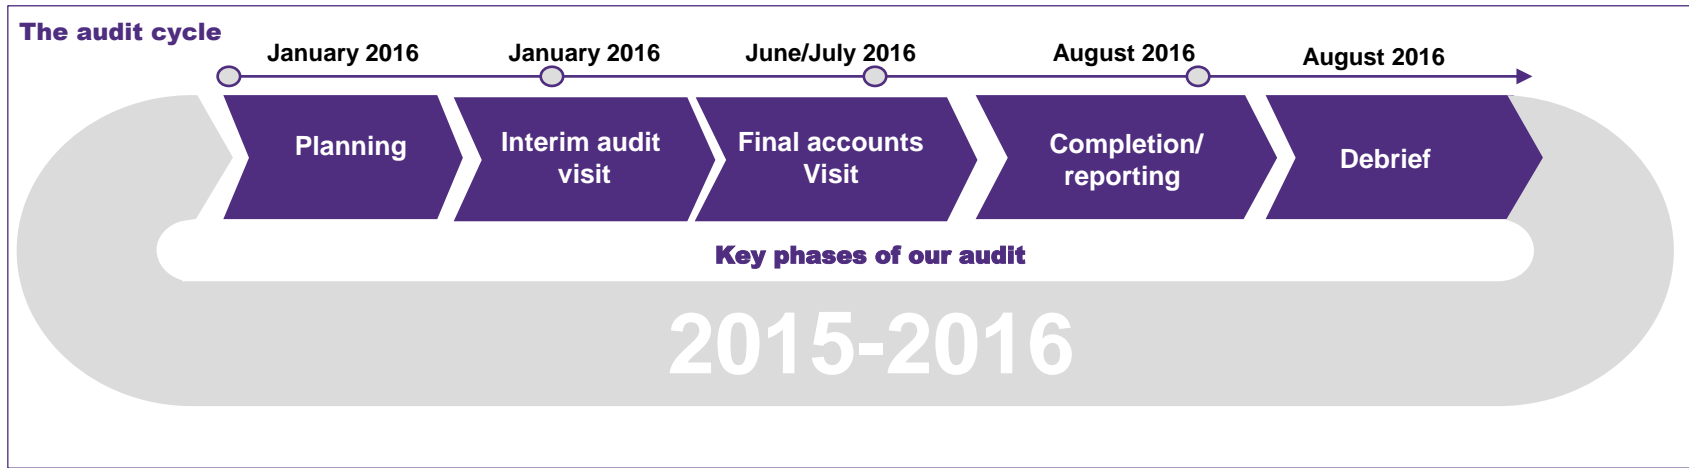 The audit cycle
January 2016
January 2016
June/July 2016
August 2016
August 2016
Planning
Interim audit
visit
Final accounts
Visit
Completion/
reporting
Debrief
Key phases of our audit
2015-2016